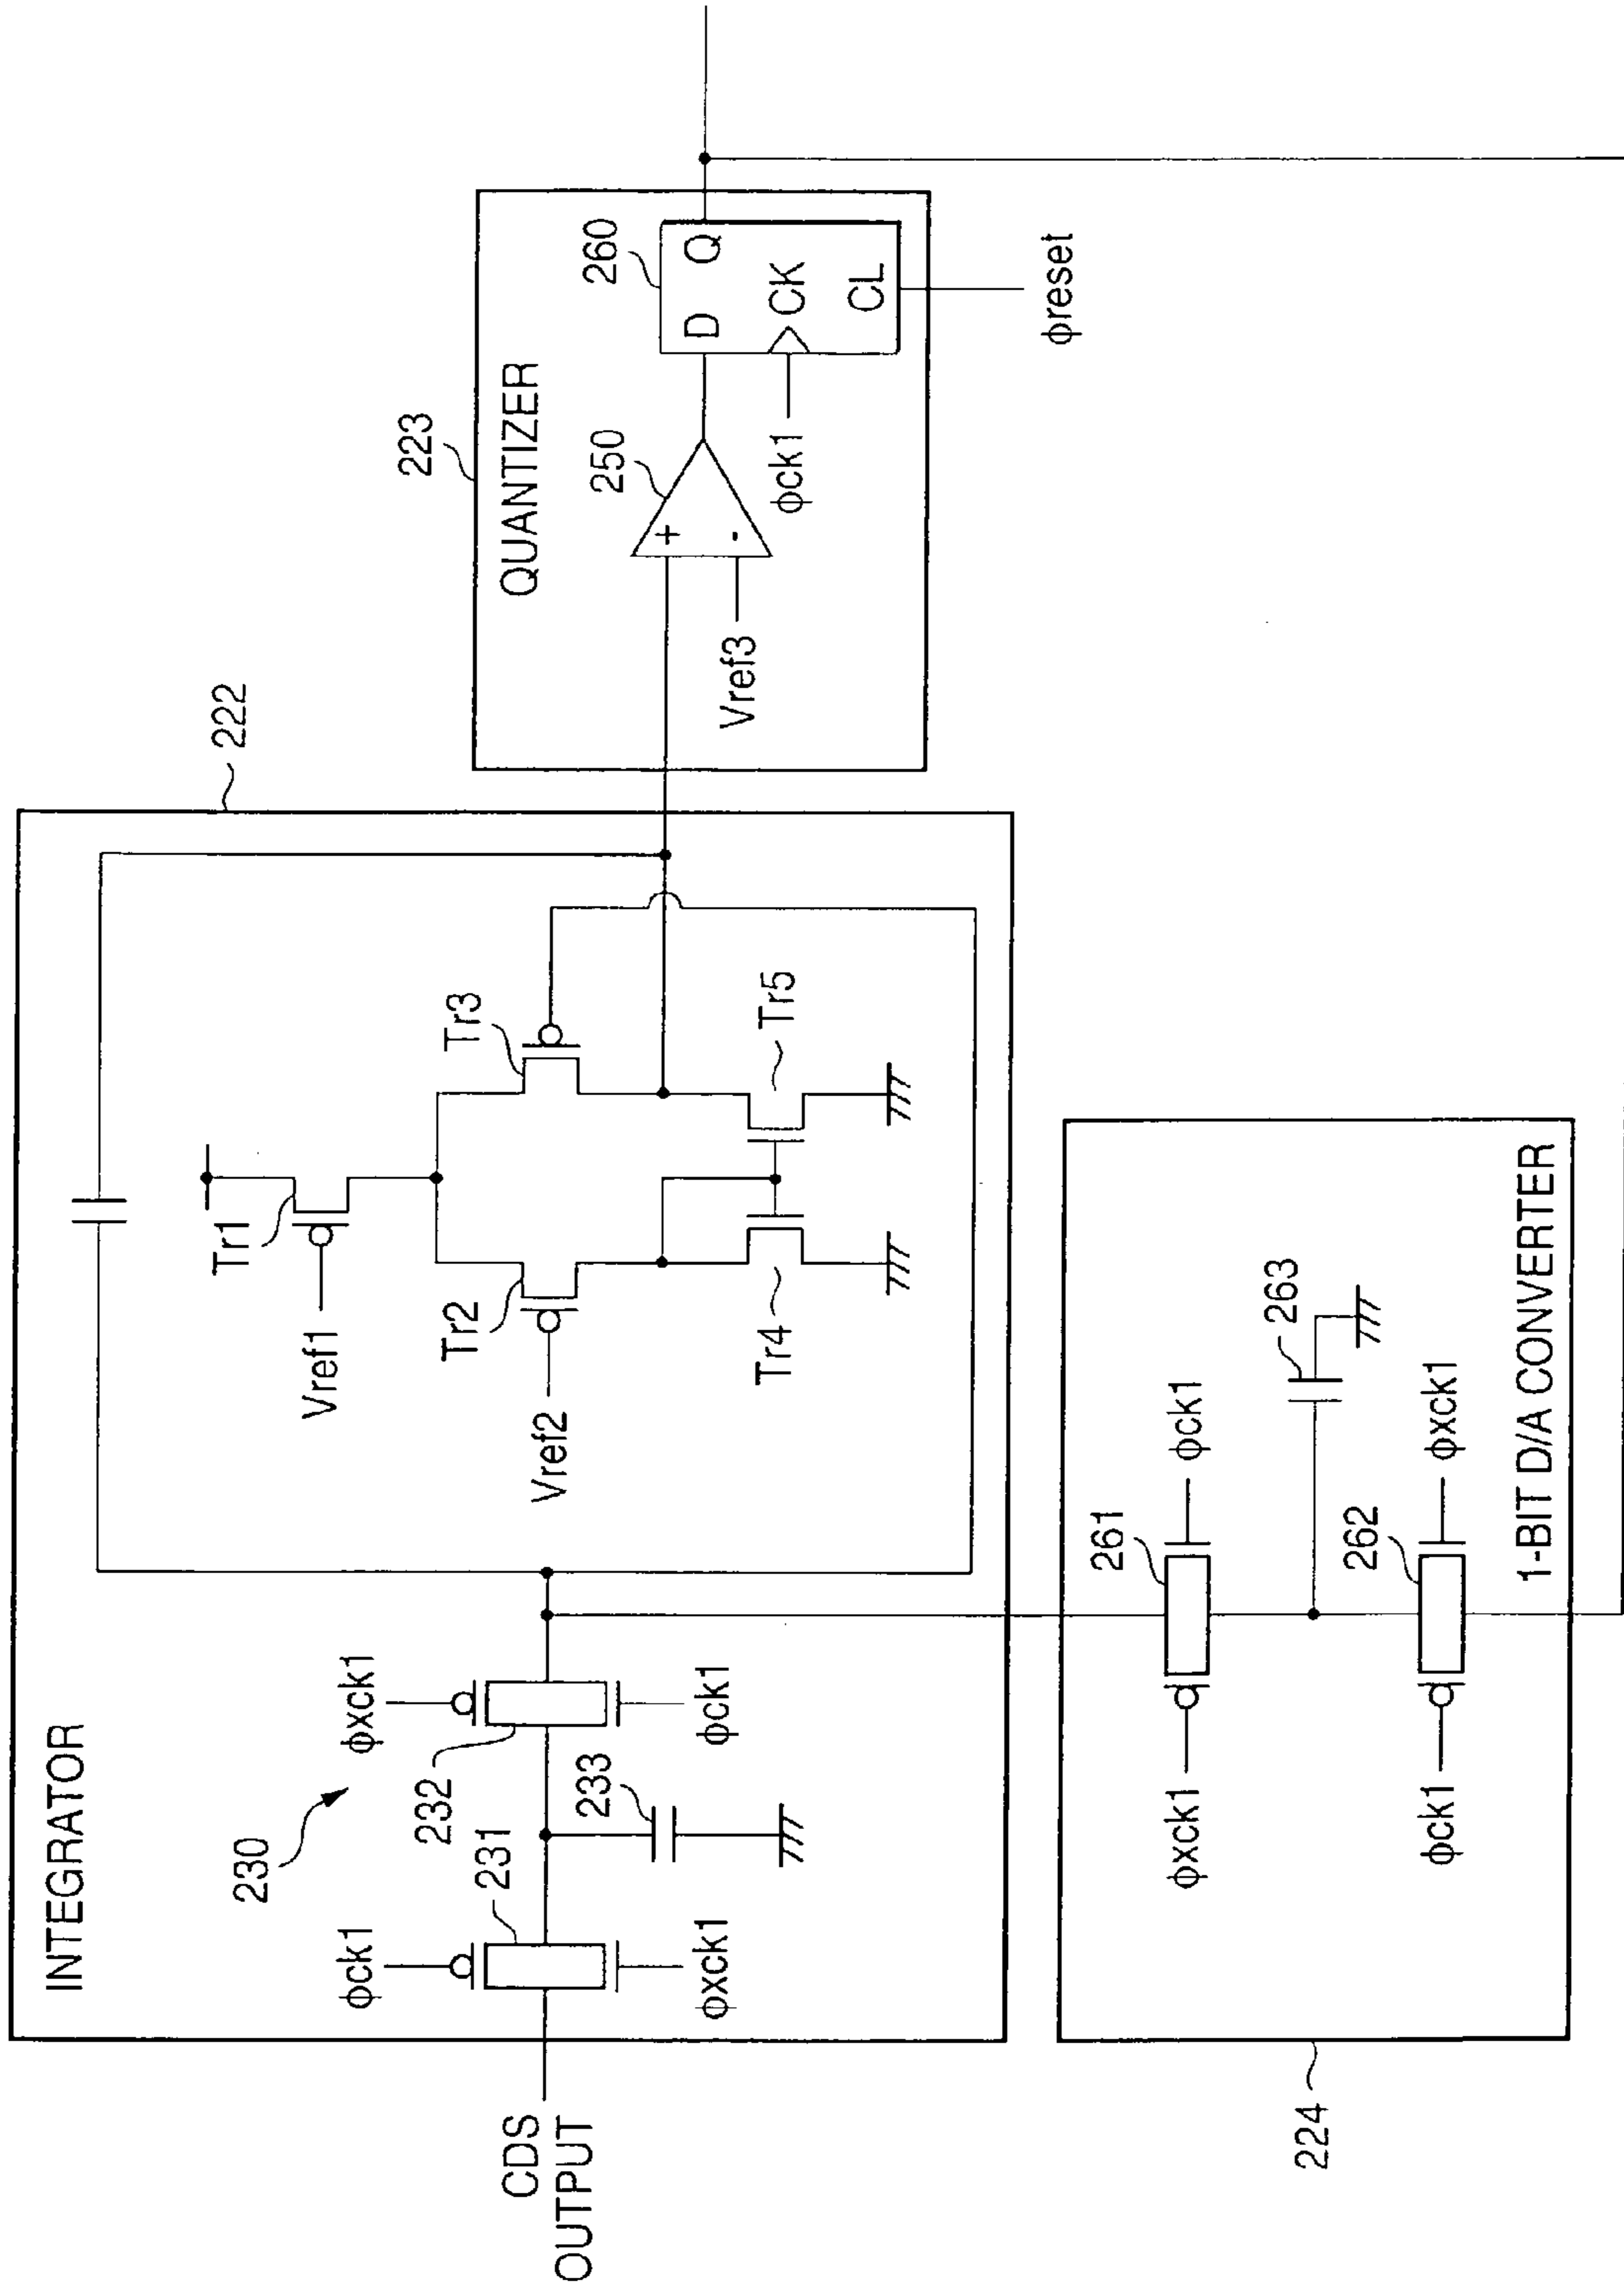 INTEGRATOR
222
230
ϕck1
ϕxck1
231
232
233
ϕxck1
ϕck1
CDS
OUTPUT
Vref1
Tr1
Vref2
Tr2
Tr3
Tr4
Tr5
223
QUANTIZER
250
+
-
Vref3
260
D
Q
CK
CL
ϕck1
ϕreset
224
261
ϕxck1
ϕck1
263
262
ϕck1
ϕxck1
1-BIT D/A CONVERTER